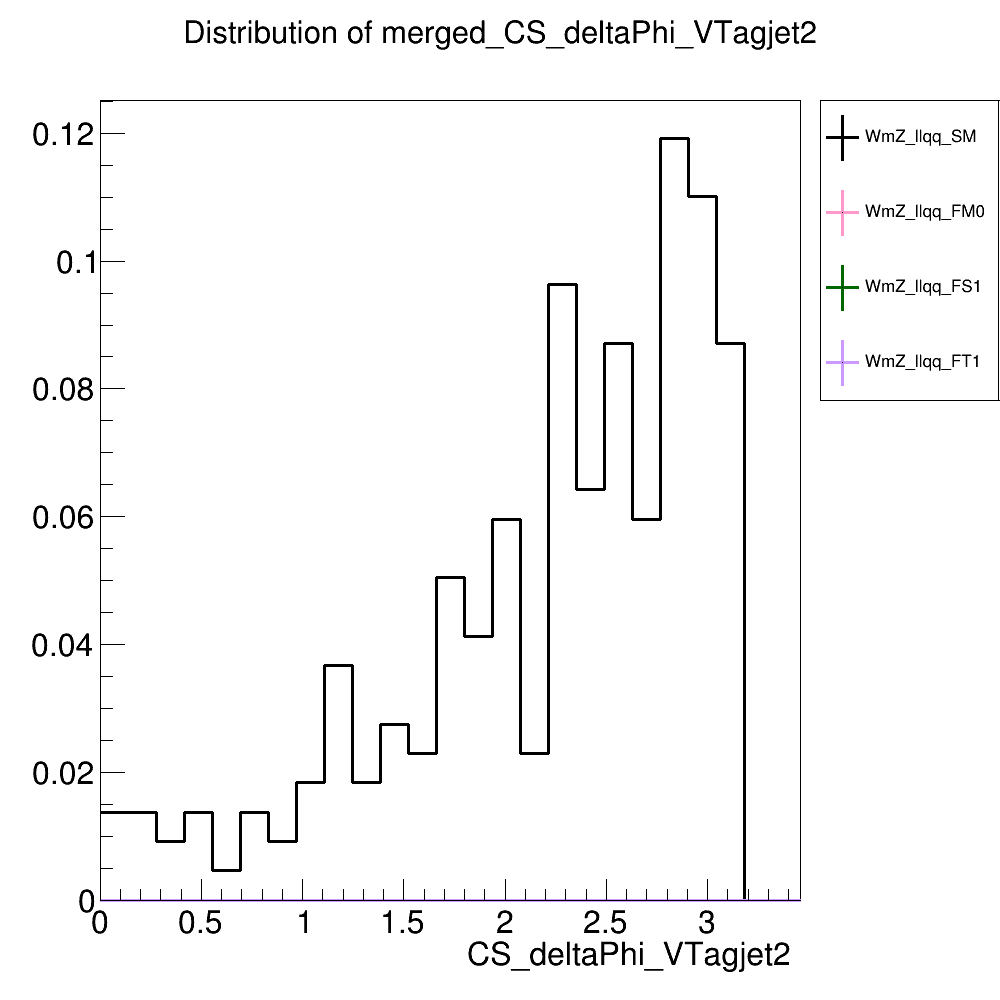 Distribution of merged_CS_deltaPhi_VTagjet2
0.12
0.1
0.08
0.06
0.04
0.02
0
0 0.5 1 1.5 2 2.5 3
CS_deltaPhi_VTagjet2
WmZ_llqq_SM
WmZ_llqq_FM0
WmZ_llqq_FS1
WmZ_llqq_FT1